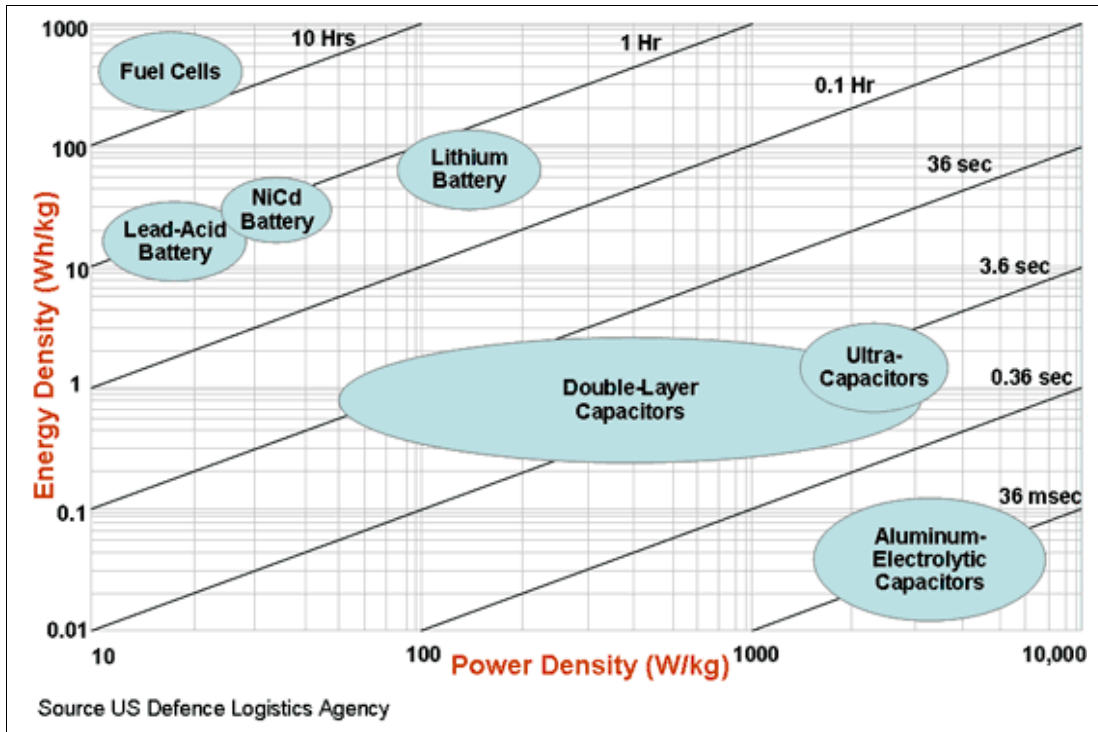 1000
10 Hrs
1 Hr
Fuel Cells
0.1 Hr
100
Lithium
Battery
36 sec
NiCd
Battery
Lead-Acid
Battery
10
3.6 sec
Energy Density (Wh/kg)
Ultra-
Capacitors
1
Double-Layer
Capacitors
0.36 sec
0.1
36 msec
Aluminum-
Electrolytic
Capacitors
0.01
10
100
Power Density (W/kg)
1000
10,000
Source US Defence Logistics Agency